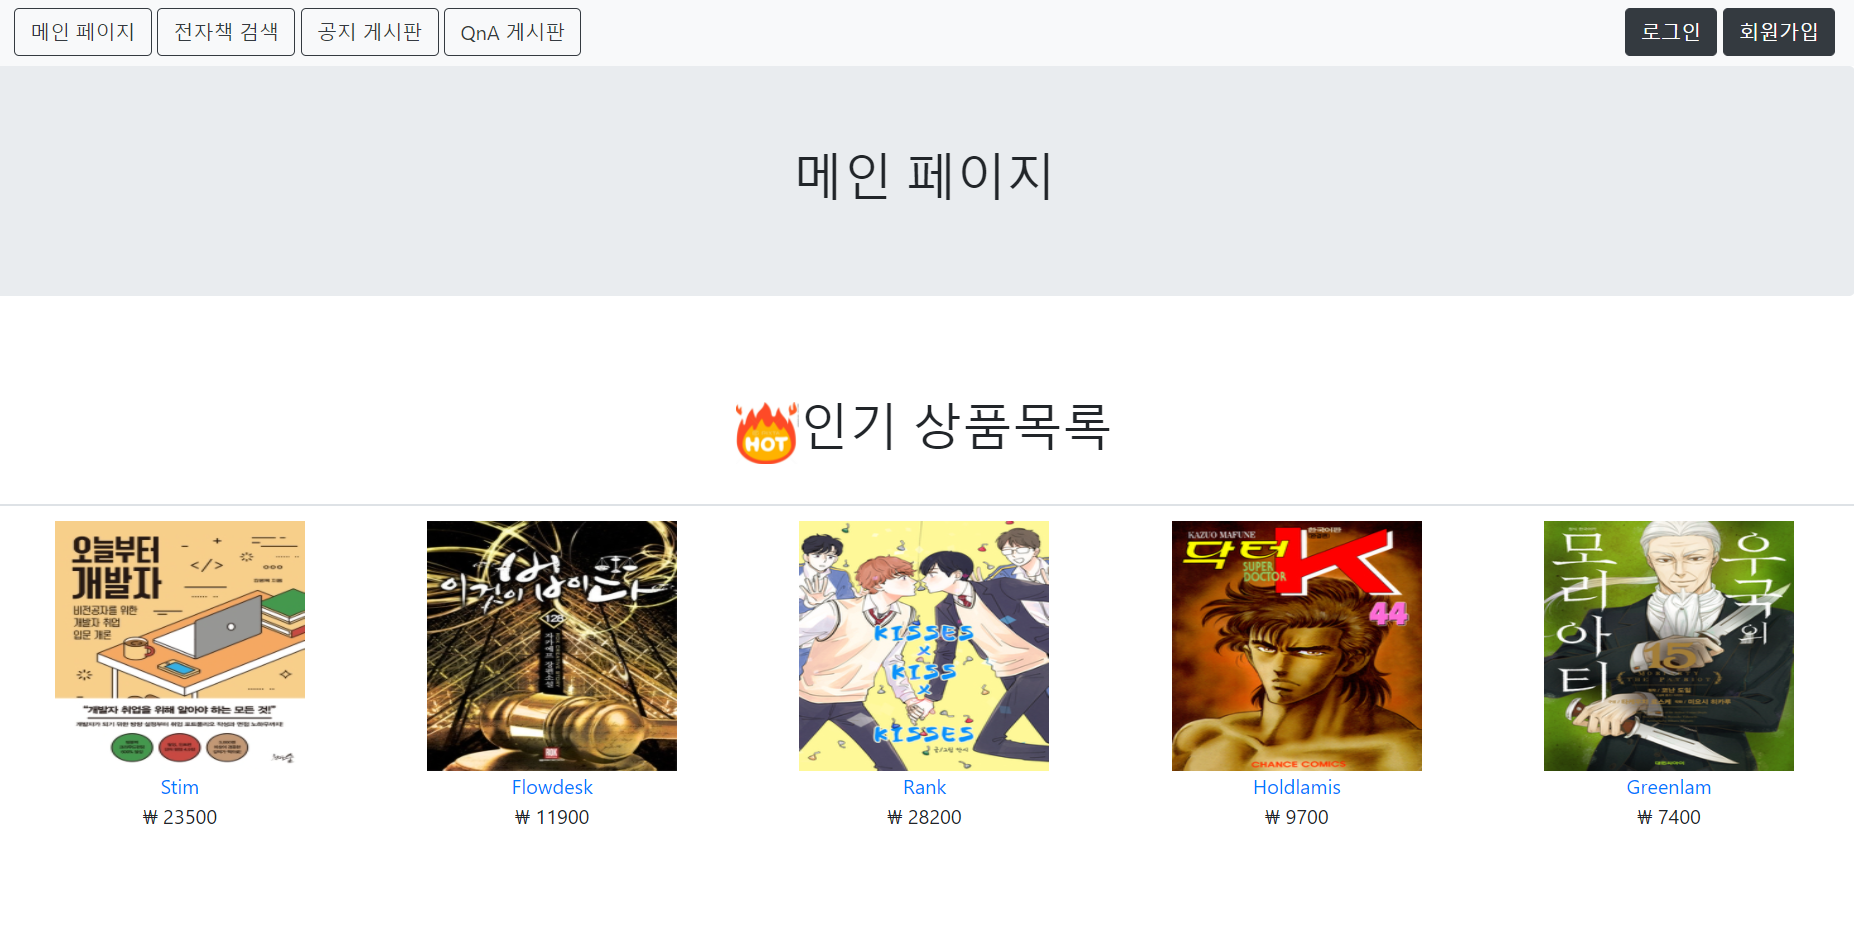 메인 페이지
전자책 검색
공지 게시판
QnA 게시판
로그인
회원가입
메인 페이지
HOT
인기 상품목록
오늘부터
개발자
비전공자를 위한
개발자 취업
입문 개론
"개발자 취업을 위해 알아야 하는 모든 것!"
Stim
₩ 23500
이것이 법이다
128
Flowdesk
₩ 11900
KISSES
X
KISS
X
KISSES
Rank
₩ 28200
KAZUO MAFUNE
한국어판
닥터 K
SUPER
DOCTOR
44
CHANCE COMICS
Holdlamis
₩ 9700
우국의
모리아티
15
THE PATRIOT
Greenlam
₩ 7400